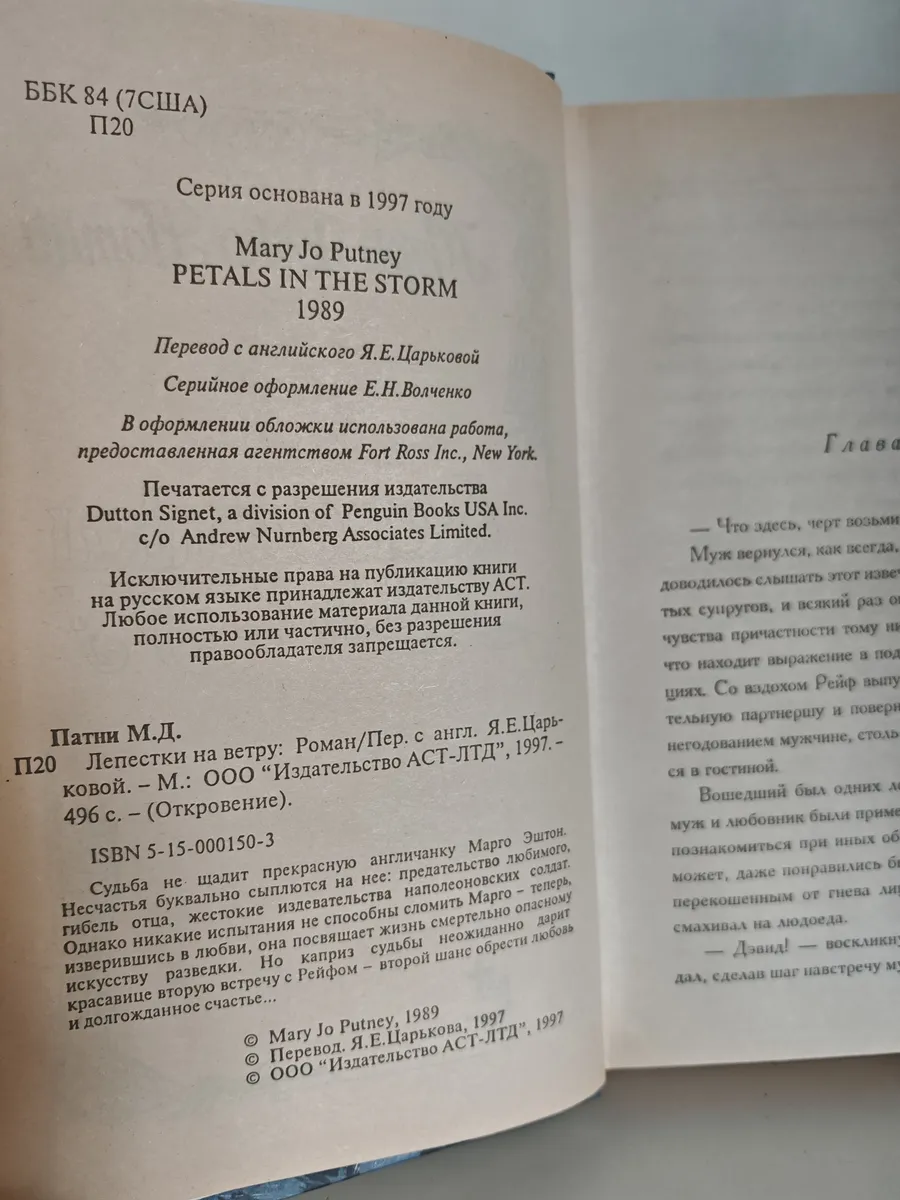 ББК 84 (7США)
П20
Серия основана в 1997 году
Mary Jo Putney
PETALS IN THE STORM
1989
Перевод с английского Я.Е.Царьковой
Серийное оформление Е.Н.Волченко
В оформлении обложки использована работа,
предоставленная агентством Fort Ross Inc., New York.
Печатается с разрешения издательства
Dutton Signet, a division of Penguin Books USA Inc.
c/o Andrew Nurnberg Associates Limited.
Исключительные права на публикацию книги
на русском языке принадлежат издательству АСТ.
Любое использование материала данной книги,
полностью или частично, без разрешения
правообладателя запрещается.
Патни М.Д.
П20 Лепестки на ветру: Роман/Пер. с англ. Я.Е.Царь-
ковой. – М.: ООО “Издательство АСТ-ЛТД”, 1997. –
496 с. – (Откровение).
ISBN 5-15-000150-3
Судьба не щадит прекрасную англичанку Марго Эштон.
Несчастья буквально сыплются на нее: предательство любимого,
гибель отца, жестокие издевательства наполеоновских солдат.
Однако никакие испытания не способны сломить Марго – теперь,
изверившись в любви, она посвящает жизнь смертельно опасному
искусству разведки. Но каприз судьбы неожиданно дарит
красавице вторую встречу с Рейфом – второй шанс обрести любовь
и долгожданное счастье...
© Mary Jo Putney, 1989
© Перевод. Я.Е.Царькова, 1997
© ООО “Издательство АСТ-ЛТД”, 1997
Глава
— Что здесь, черт возьми
Муж вернулся, как всегда,
доводилось слышать этот извеч
тых супругов, и всякий раз о
чувства причастности тому ни
что находит выражение в под
циях. Со вздохом Рейф выпу
тельную партнершу и поверн
негодованием мужчине, столь
ся в гостиной.
Вошедший был одних ле
муж и любовник были приме
познакомиться при иных об
может, даже понравились б
перекошенным от гнева ли
смахивал на людоеда.
— Дэвид! — воскликну
дал, сделав шаг навстречу му